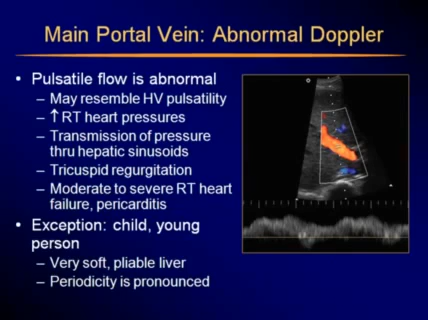 Main Portal Vein: Abnormal Doppler
• Pulsatile flow is abnormal
– May resemble HV pulsatility
– ↑RT heart pressures
– Transmission of pressure
thru hepatic sinusoids
– Tricuspid regurgitation
– Moderate to severe RT heart
failure, pericarditis
• Exception: child, young
person
– Very soft, pliable liver
– Periodicity is pronounced